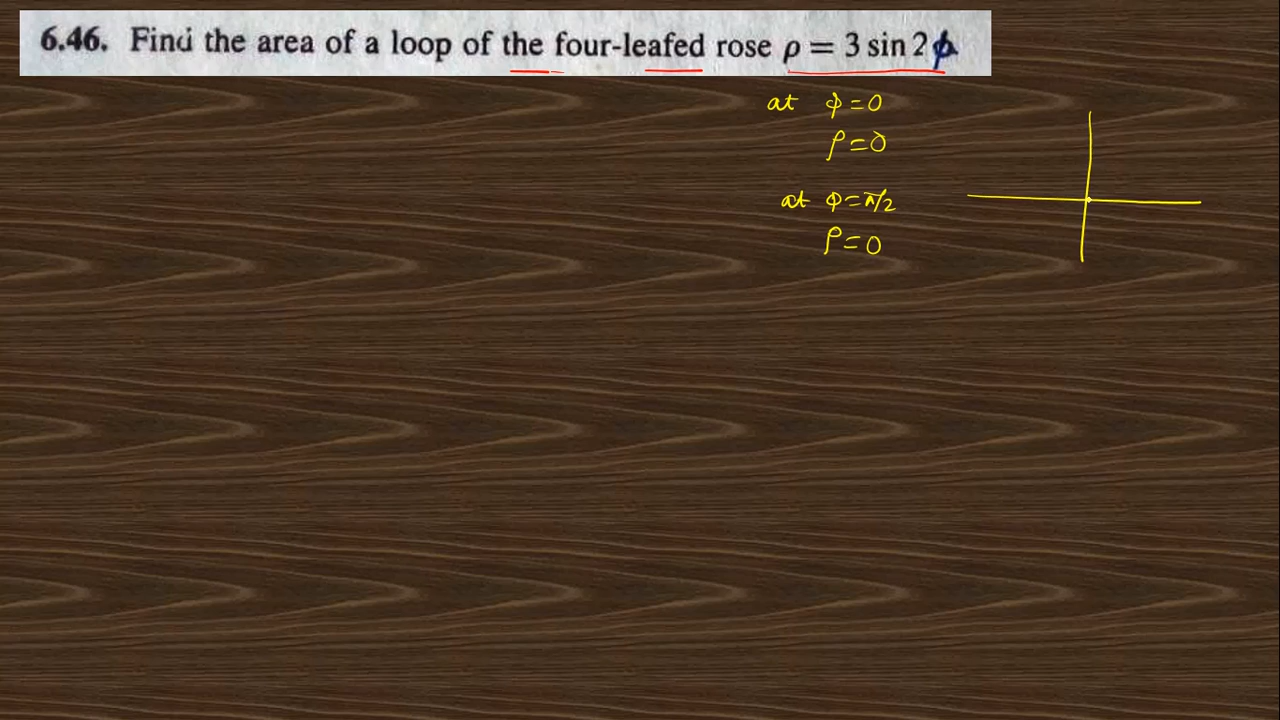 6.46. Find the area of a loop of the four-leafed rose ρ = 3 sin 2ϕ
at ϕ=0
ρ=0
at ϕ=π/2
ρ=0